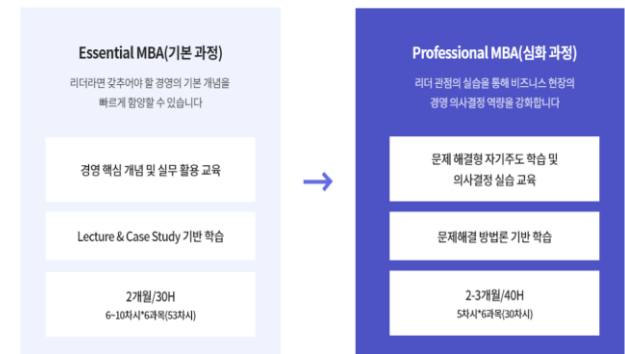 Essential MBA(기본 과정)
리더라면 갖추어야 할 경영의 기본 개념을
빠르게 함양할 수 있습니다
경영 핵심 개념 및 실무 활용 교육
Lecture & Case Study 기반 학습
2개월/30H
6~10차시*6과목(53차시)
→
Professional MBA(심화 과정)
리더 관점의 실습을 통해 비즈니스 현장의
경영 의사결정 역량을 강화합니다
문제 해결형 자기주도 학습 및
의사결정 실습 교육
문제해결 방법론 기반 학습
2-3개월/40H
5차시*6과목(30차시)